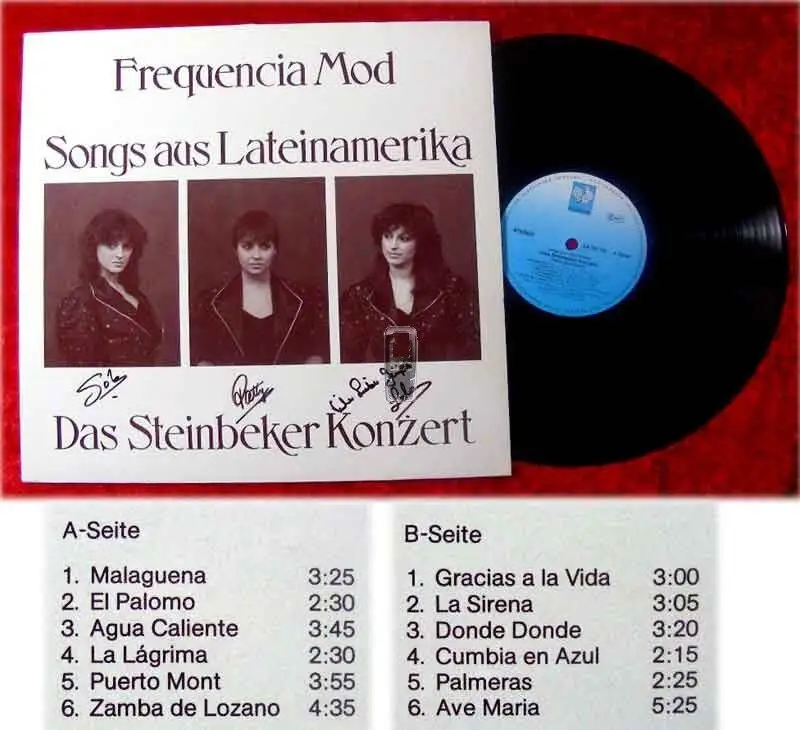 Frequencia Mod
Songs aus Lateinamerika
Sole
Patty
Das Steinbeker Konzert
STEREO
A-Seite
1. Malaguena 3:25
2. El Palomo 2:30
3. Agua Caliente 3:45
4. La Lágrima 2:30
5. Puerto Mont 3:55
6. Zamba de Lozano 4:35
B-Seite
1. Gracias a la Vida 3:00
2. La Sirena 3:05
3. Donde Donde 3:20
4. Cumbia en Azul 2:15
5. Palmeras 2:25
6. Ave Maria 5:25